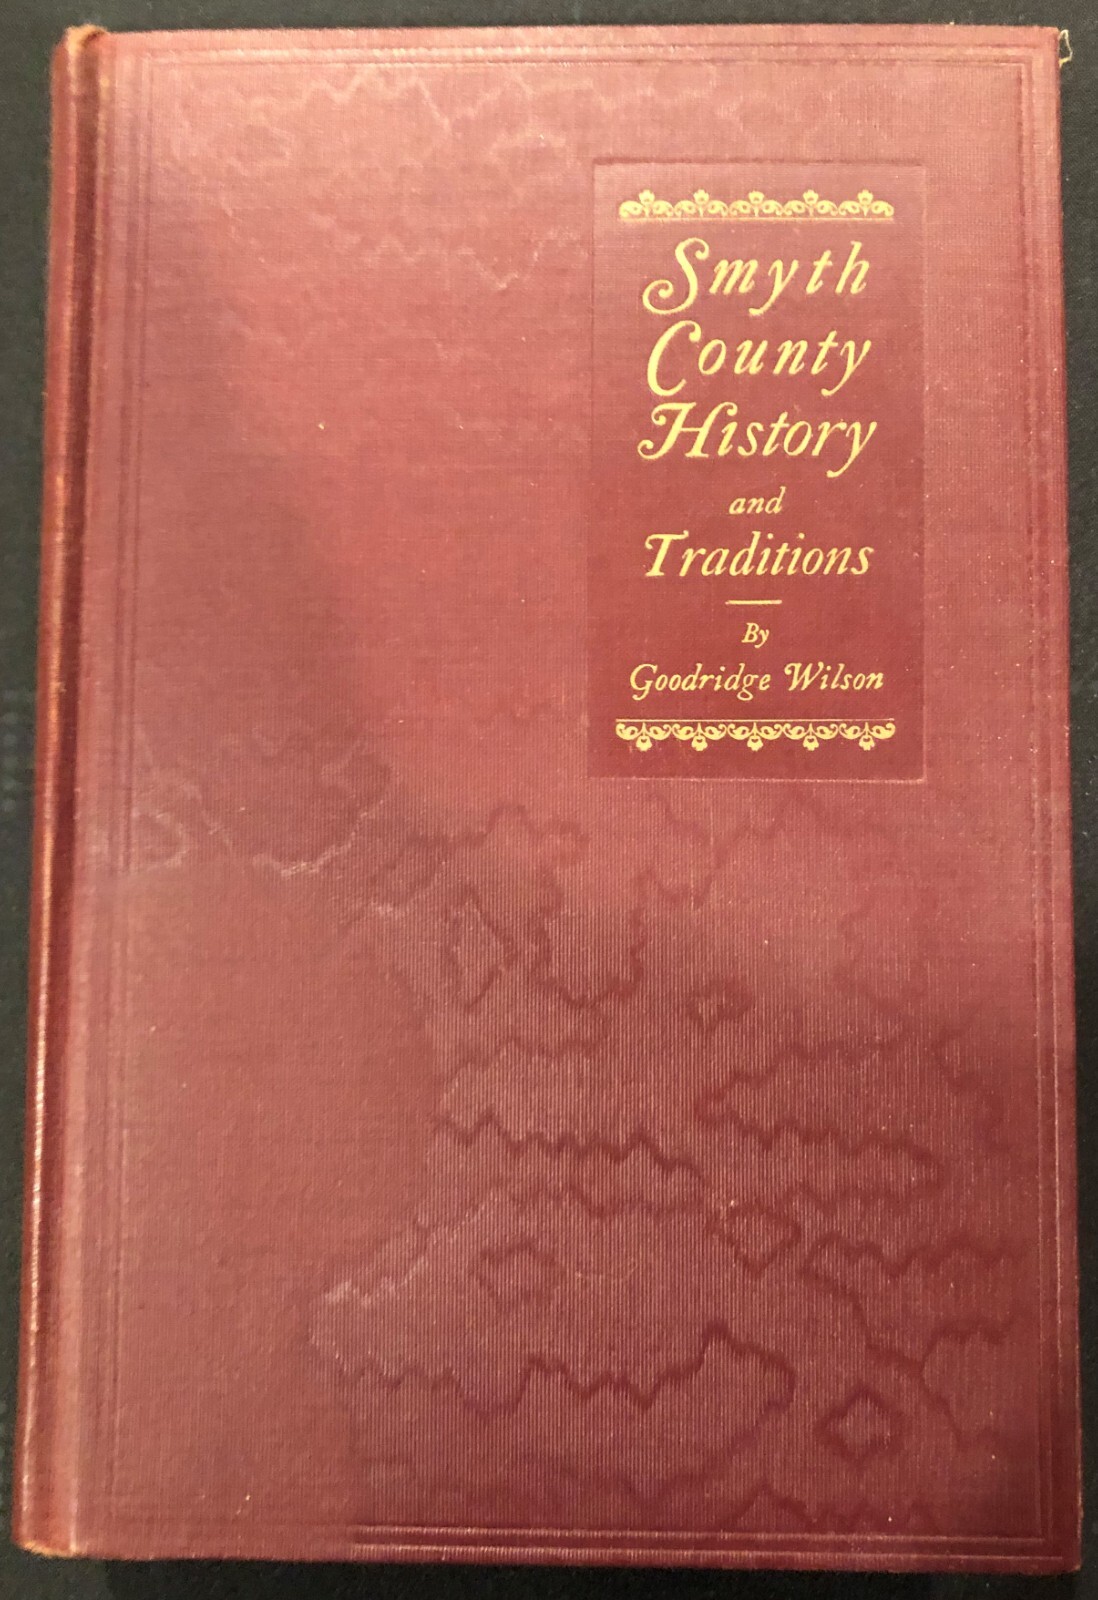 Smyth
County
History
and
Traditions
By
Goodridge Wilson